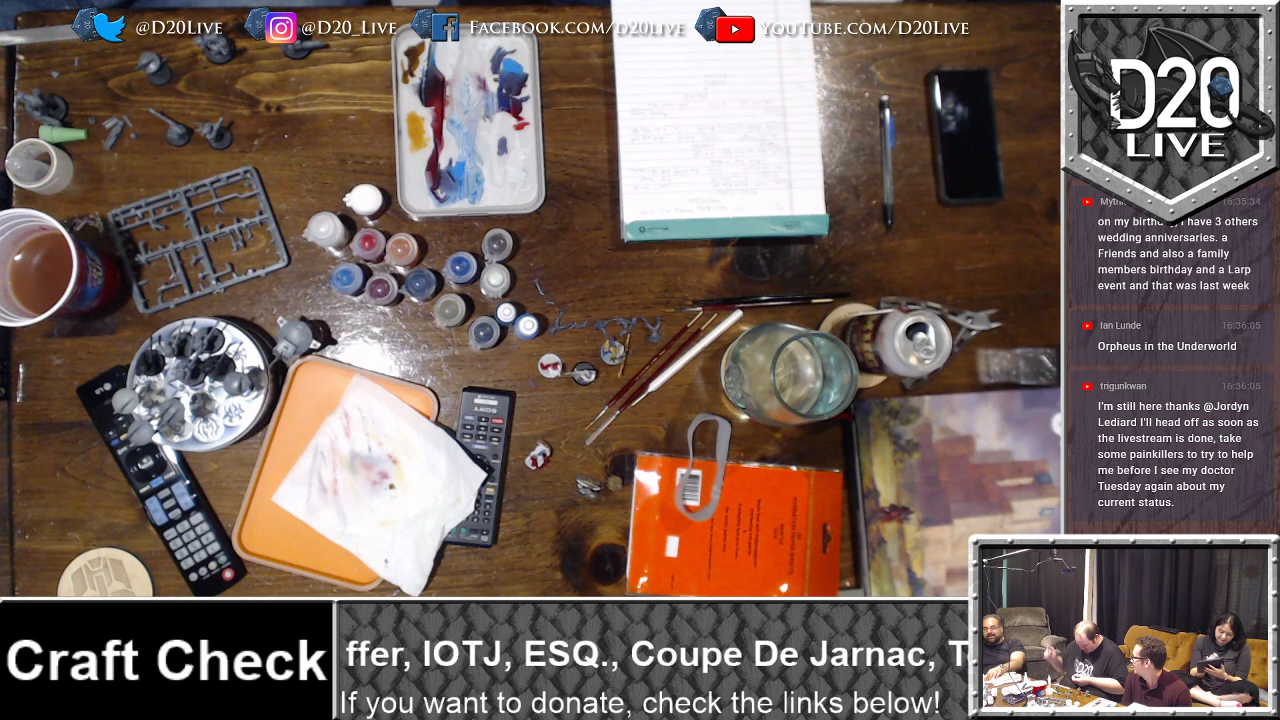 @D20Live
@D20_Live
Facebook.com/D20Live
YouTube.com/D20Live
D20
LIVE
16:35:34
on my birthday, I have 3 others
wedding anniversaries. a
Friends and also a family
members birthday and a Larp
event and that was last week
Ian Lunde 16:36:05
Orpheus in the Underworld
trigunkwan 16:36:05
I'm still here thanks @Jordyn
Lediard I'll head off as soon as
the livestream is done, take
some painkillers to try to help
me before I see my doctor
Tuesday again about my
current status.
SONY
Craft Check
ffer, IOTJ, ESQ., Coupe De Jarnac, T
If you want to donate, check the links below!